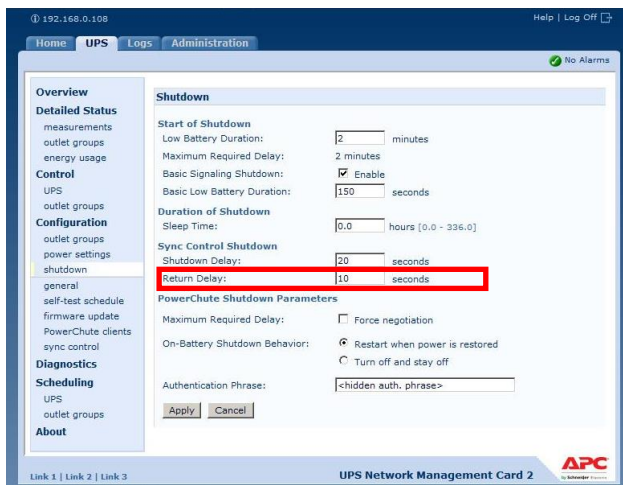 192.168.0.108
Help | Log Off
Home UPS Logs Administration
No Alarms
Overview
Detailed Status
measurements
outlet groups
energy usage
Control
UPS
outlet groups
Configuration
outlet groups
power settings
shutdown
general
self-test schedule
firmware update
PowerChute clients
sync control
Diagnostics
Scheduling
UPS
outlet groups
About
Shutdown
Start of Shutdown
Low Battery Duration: 2 minutes
Maximum Required Delay: 2 minutes
Basic Signaling Shutdown: Enable
Basic Low Battery Duration: 150 seconds
Duration of Shutdown
Sleep Time: 0.0 hours [0.0 - 336.0]
Sync Control Shutdown
Shutdown Delay: 20 seconds
Return Delay: 10 seconds
PowerChute Shutdown Parameters
Maximum Required Delay: Force negotiation
On-Battery Shutdown Behavior: Restart when power is restored
Turn off and stay off
Authentication Phrase: <hidden auth. phrase>
Apply Cancel
Link 1 | Link 2 | Link 3
UPS Network Management Card 2
APC
by Schneider Electric